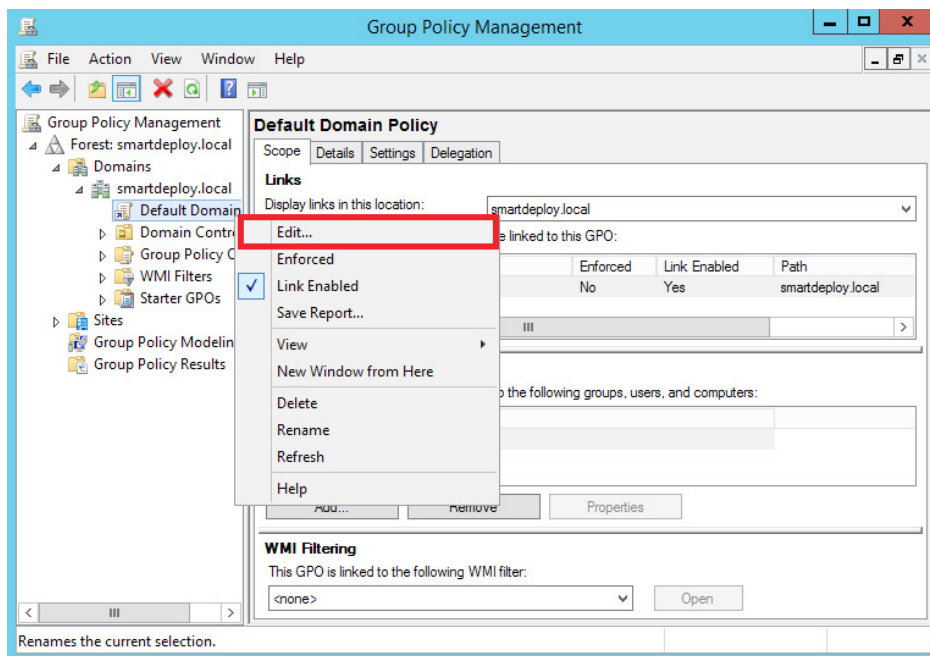 Group Policy Management
File Action View Window Help
Group Policy Management
Forest: smartdeploy.local
Domains
smartdeploy.local
Default Domain
Domain Contr
Group Policy C
WMI Filters
Starter GPOs
Sites
Group Policy Modelin
Group Policy Results
Default Domain Policy
Scope Details Settings Delegation
Links
Display links in this location: smartdeploy.local
e linked to this GPO:
Enforced Link Enabled Path
No Yes smartdeploy.local
Edit...
Enforced
Link Enabled
Save Report...
View
New Window from Here
Delete
Rename
Refresh
Help
the following groups, users, and computers:
Add... Remove Properties
WMI Filtering
This GPO is linked to the following WMI filter:
<none> Open
Renames the current selection.